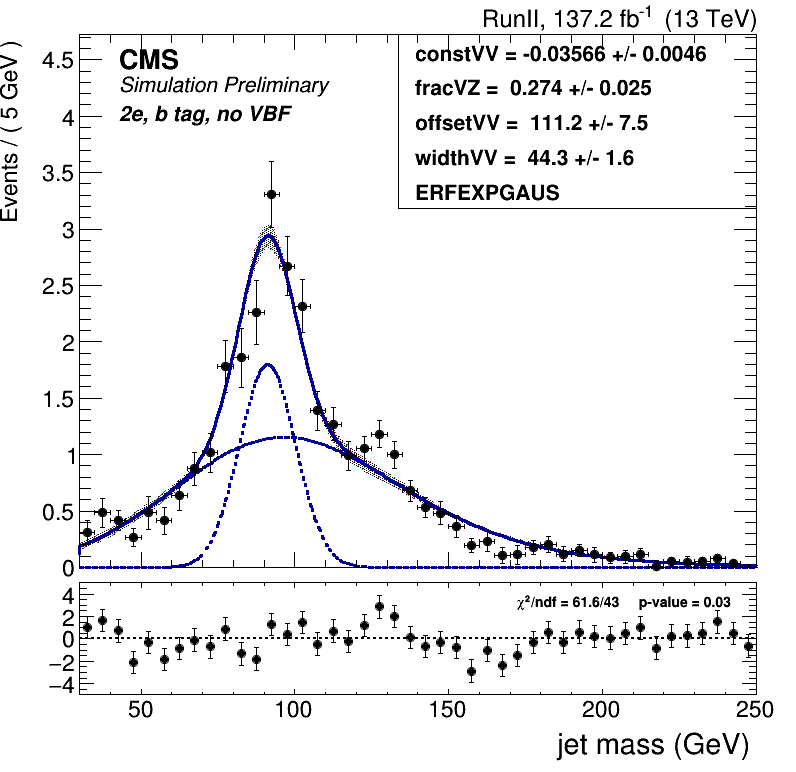 RunII, 137.2 fb-1 (13 TeV)
CMS
Simulation Preliminary
2e, b tag, no VBF
constVV = -0.03566 +/- 0.0046
fracVZ = 0.274 +/- 0.025
offsetVV = 111.2 +/- 7.5
widthVV = 44.3 +/- 1.6
ERFEXPGAUS
Events / ( 5 GeV )
4.5
4
3.5
3
2.5
2
1.5
1
0.5
0
χ²/ndf = 61.6/43 p-value = 0.03
4
2
0
−2
−4
50 100 150 200 250
jet mass (GeV)